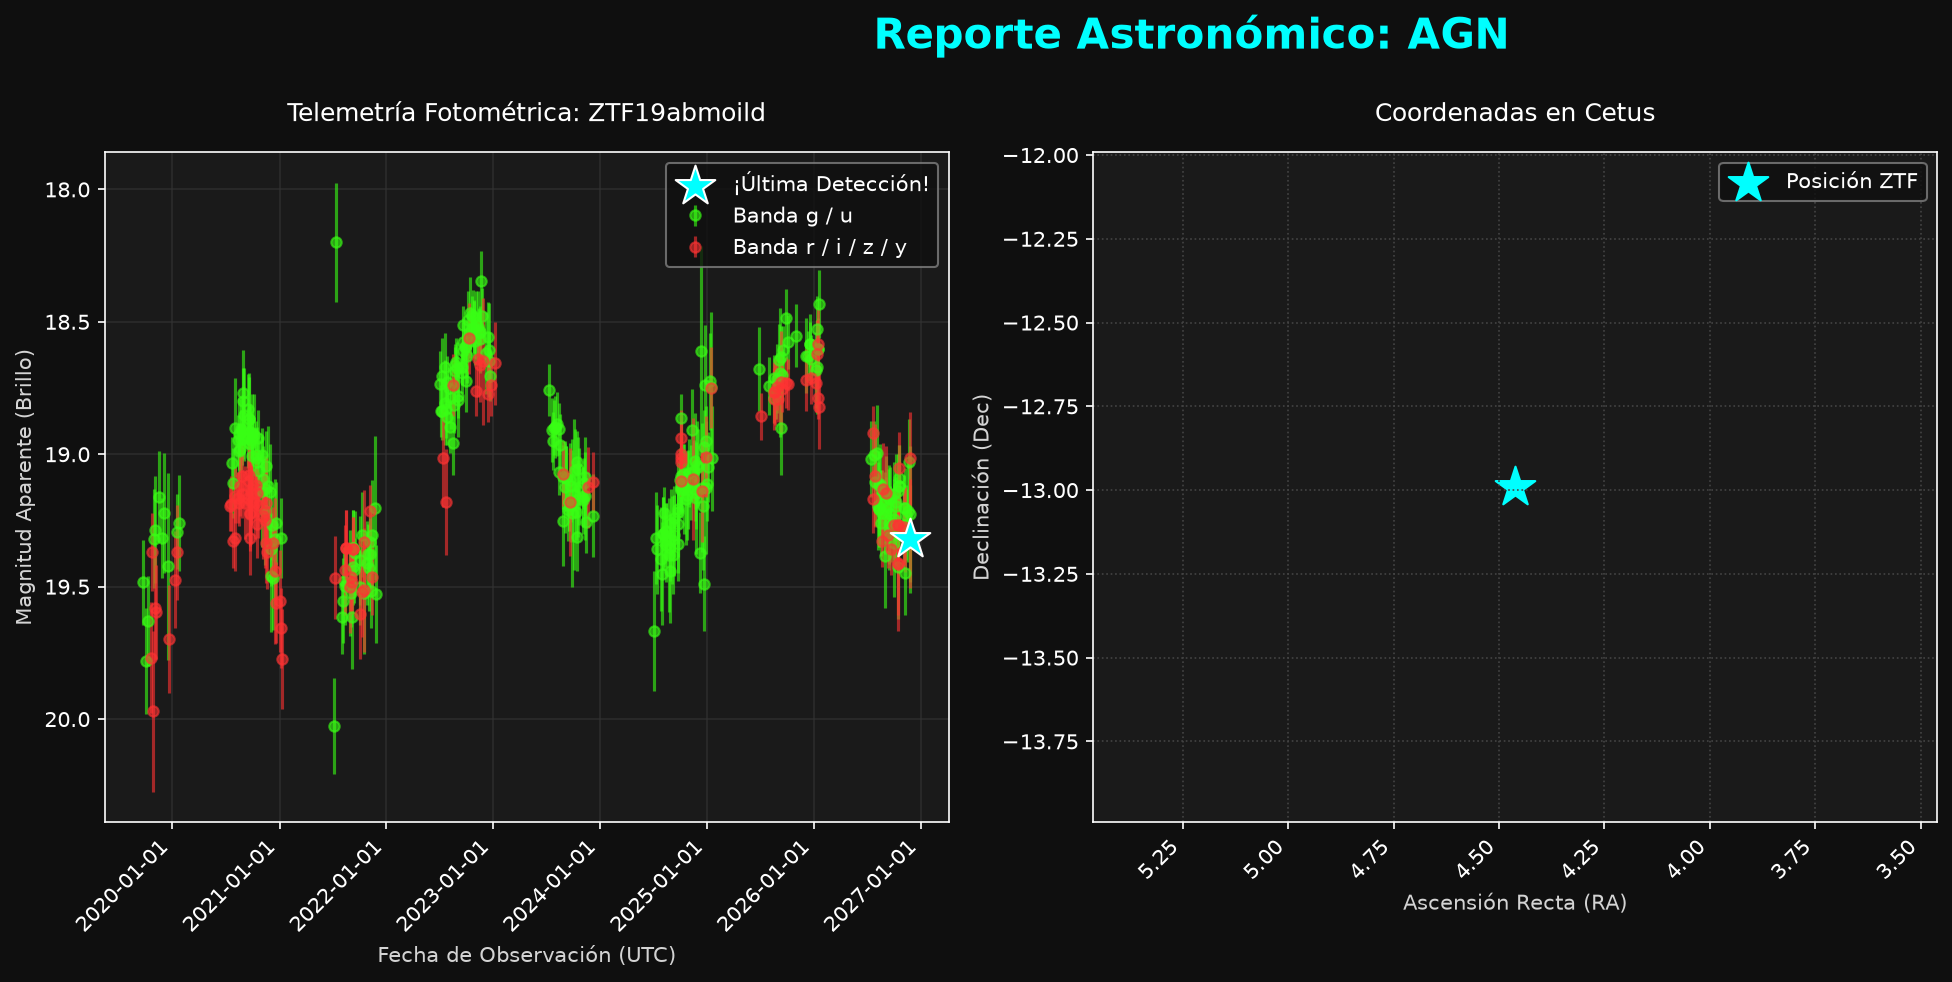 Reporte Astronómico: AGN
Telemetría Fotométrica: ZTF19abmoild
Magnitud Aparente (Brillo)
18.0
18.5
19.0
19.5
20.0
¡Última Detección!
Banda g / u
Banda r / i / z / y
2020-01-01
2021-01-01
2022-01-01
2023-01-01
2024-01-01
2025-01-01
2026-01-01
2027-01-01
Fecha de Observación (UTC)
Coordenadas en Cetus
Declinación (Dec)
−12.00
−12.25
−12.50
−12.75
−13.00
−13.25
−13.50
−13.75
Posición ZTF
5.25
5.00
4.75
4.50
4.25
4.00
3.75
3.50
Ascensión Recta (RA)